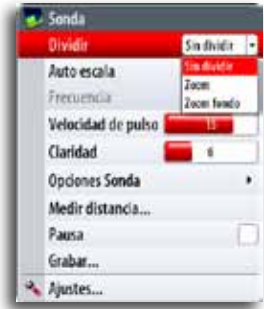 Sonda
Dividir Sin dividir
Sin dividir
Auto escala
Zoom
Frecuencia
Zoom fondo
Velocidad de pulso 15
Claridad 6
Opciones Sonda
Medir distancia...
Pausa
Grabar...
Ajustes...